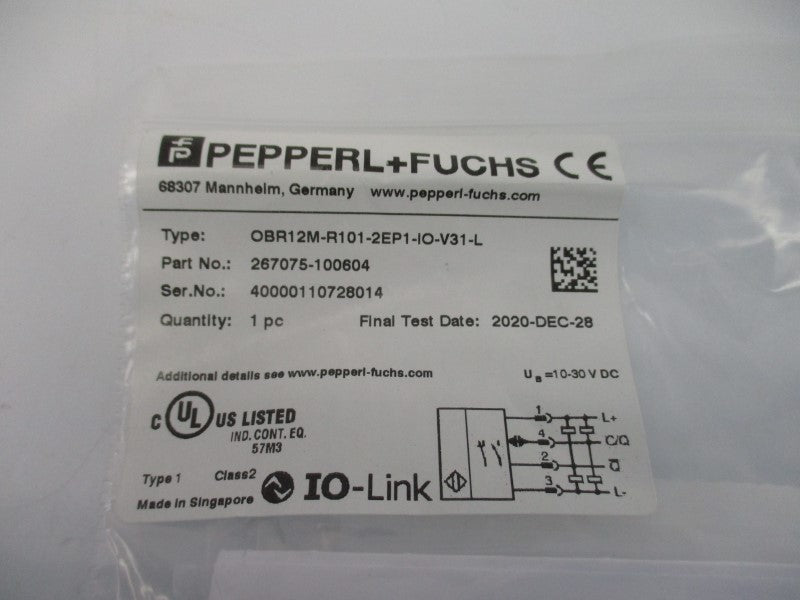 PEPPERL+FUCHS CE
68307 Mannheim, Germany www.pepperl-fuchs.com
Type: OBR12M-R101-2EP1-IO-V31-L
Part No.: 267075-100604
Ser.No.: 40000110728014
Quantity: 1 pc Final Test Date: 2020-DEC-28
Additional details see www.pepperl-fuchs.com UB=10-30 V DC
C UL US LISTED
IND. CONT. EQ.
57M3
Type 1 Class2
Made in Singapore
IO-Link
1 L+
4 C/Q
2 Q̅
3 L-